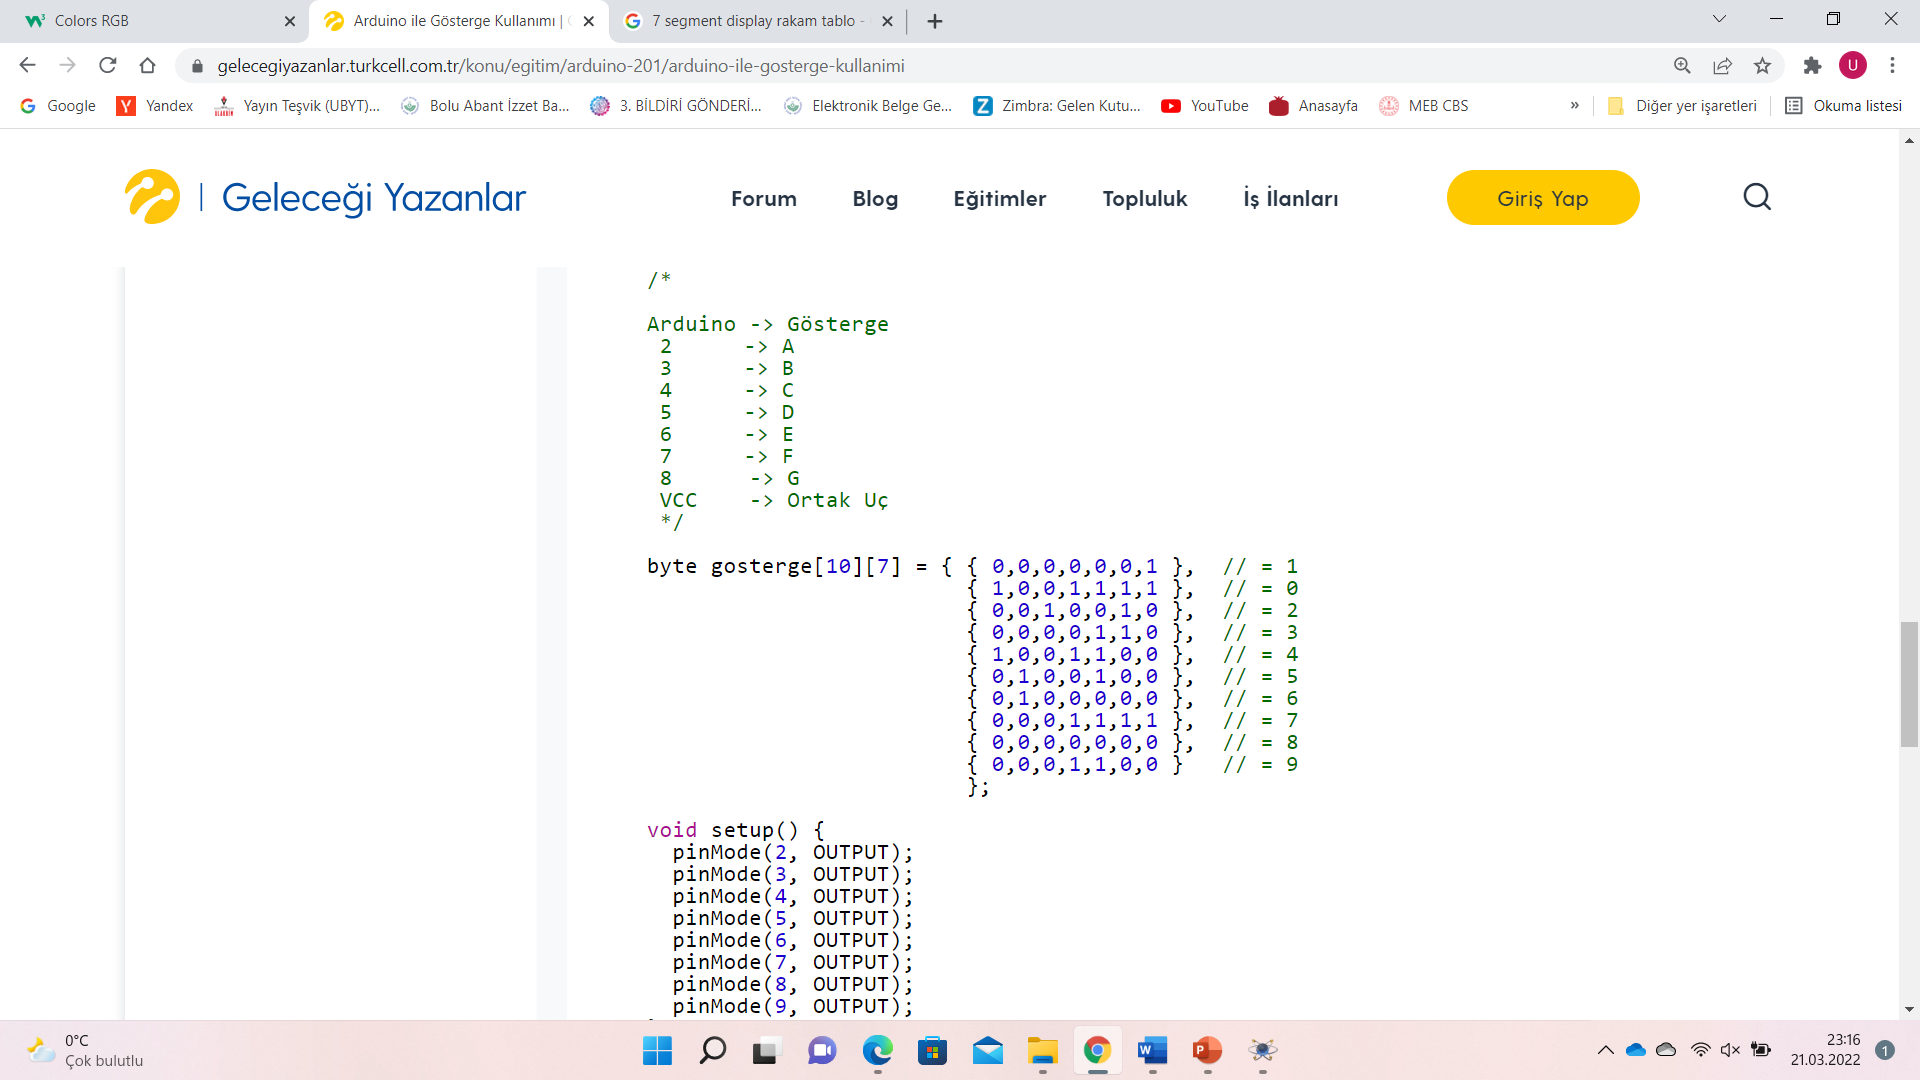 Colors RGB
Arduino ile Gösterge Kullanımı |
7 segment display rakam tablo -
gelecegiyazanlar.turkcell.com.tr/konu/egitim/arduino-201/arduino-ile-gosterge-kullanimi
U
Google Yandex Yayın Teşvik (UBYT)... Bolu Abant İzzet Ba... 3. BİLDİRİ GÖNDERİ... Elektronik Belge Ge... Zimbra: Gelen Kutu... YouTube Anasayfa MEB CBS » Diğer yer işaretleri Okuma listesi
Geleceği Yazanlar
Forum Blog Eğitimler Topluluk İş İlanları Giriş Yap
/*
Arduino -> Gösterge
2 -> A
3 -> B
4 -> C
5 -> D
6 -> E
7 -> F
8 -> G
VCC -> Ortak Uç
*/
byte gosterge[10][7] = { { 0,0,0,0,0,0,1 }, // = 1
{ 1,0,0,1,1,1,1 }, // = 0
{ 0,0,1,0,0,1,0 }, // = 2
{ 0,0,0,0,1,1,0 }, // = 3
{ 1,0,0,1,1,0,0 }, // = 4
{ 0,1,0,0,1,0,0 }, // = 5
{ 0,1,0,0,0,0,0 }, // = 6
{ 0,0,0,1,1,1,1 }, // = 7
{ 0,0,0,0,0,0,0 }, // = 8
{ 0,0,0,1,1,0,0 } // = 9
};
void setup() {
pinMode(2, OUTPUT);
pinMode(3, OUTPUT);
pinMode(4, OUTPUT);
pinMode(5, OUTPUT);
pinMode(6, OUTPUT);
pinMode(7, OUTPUT);
pinMode(8, OUTPUT);
pinMode(9, OUTPUT);
0°C
Çok bulutlu
23:16
21.03.2022
1